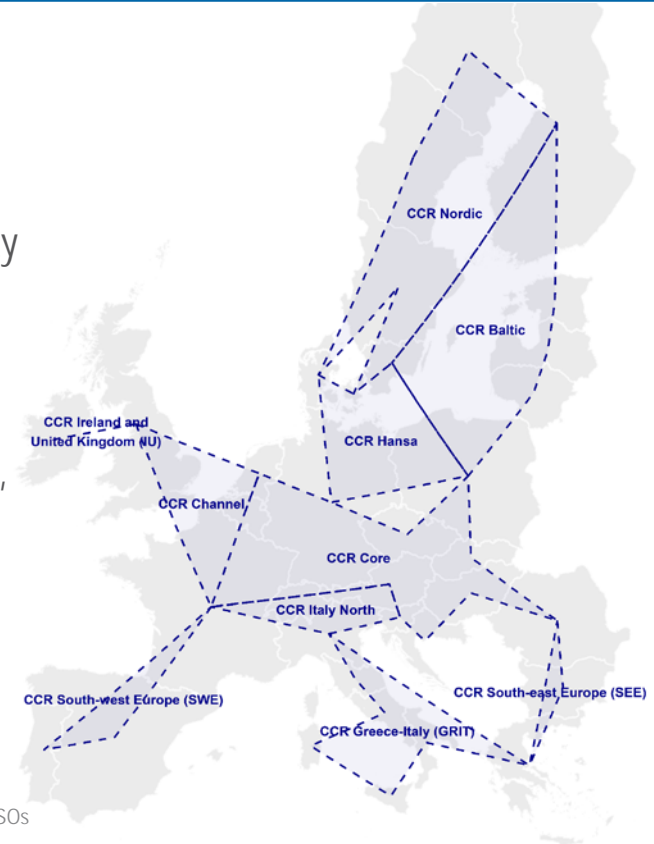 y
CCR Nordic
CCR Baltic
CCR Ireland and
United Kingdom (IU)
CCR Hansa
,
CCR Channel
CCR Core
CCR Italy North
CCR South-west Europe (SWE)
CCR South-east Europe (SEE)
CCR Greece-Italy (GRIT)
SOs